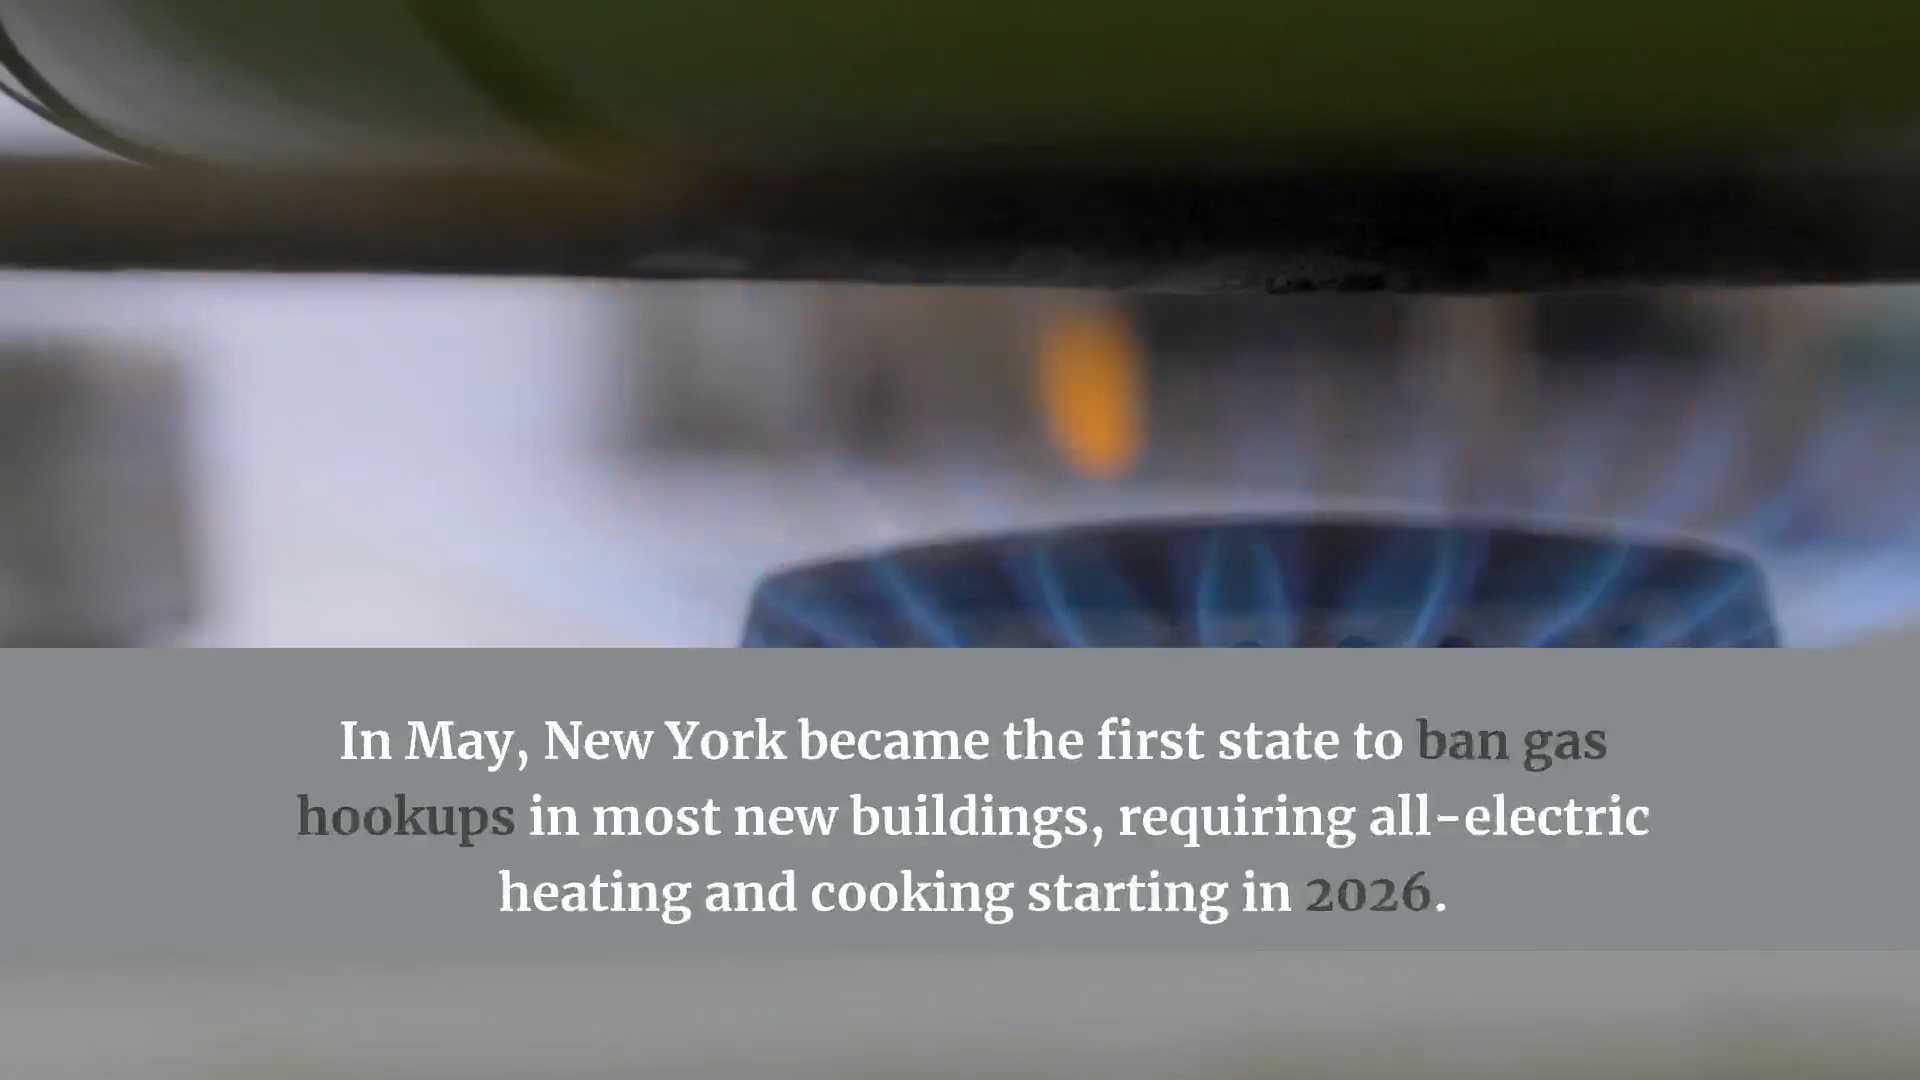 In May, New York became the first state to ban gas
hookups in most new buildings, requiring all-electric
heating and cooking starting in 2026.